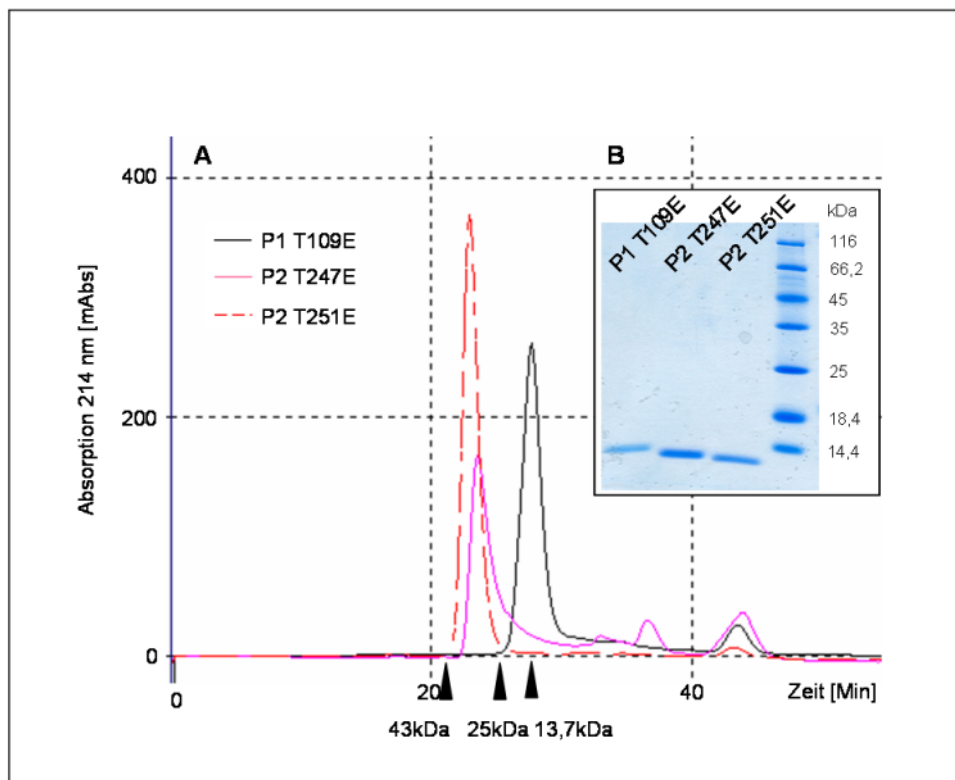 A
B
400
200
0
Absorption 214 nm [mAbs]
P1 T109E
P2 T247E
P2 T251E
P1 T109E
P2 T247E
P2 T251E
kDa
116
66,2
45
35
25
18,4
14,4
0
20
40
Zeit [Min]
43kDa 25kDa 13,7kDa